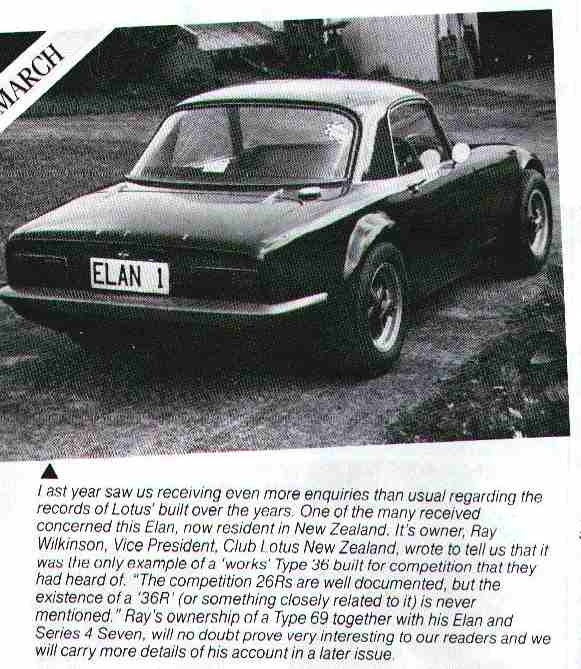 MARCH
ELAN 1
Last year saw us receiving even more enquiries than usual regarding the
records of Lotus' built over the years. One of the many received
concerned this Elan, now resident in New Zealand. It's owner, Ray
Wilkinson, Vice President, Club Lotus New Zealand, wrote to tell us that it
was the only example of a 'works' Type 36 built for competition that they
had heard of. "The competition 26Rs are well documented, but the
existence of a '36R' (or something closely related to it) is never
mentioned." Ray's ownership of a Type 69 together with his Elan and
Series 4 Seven, will no doubt prove very interesting to our readers and we
will carry more details of his account in a later issue.